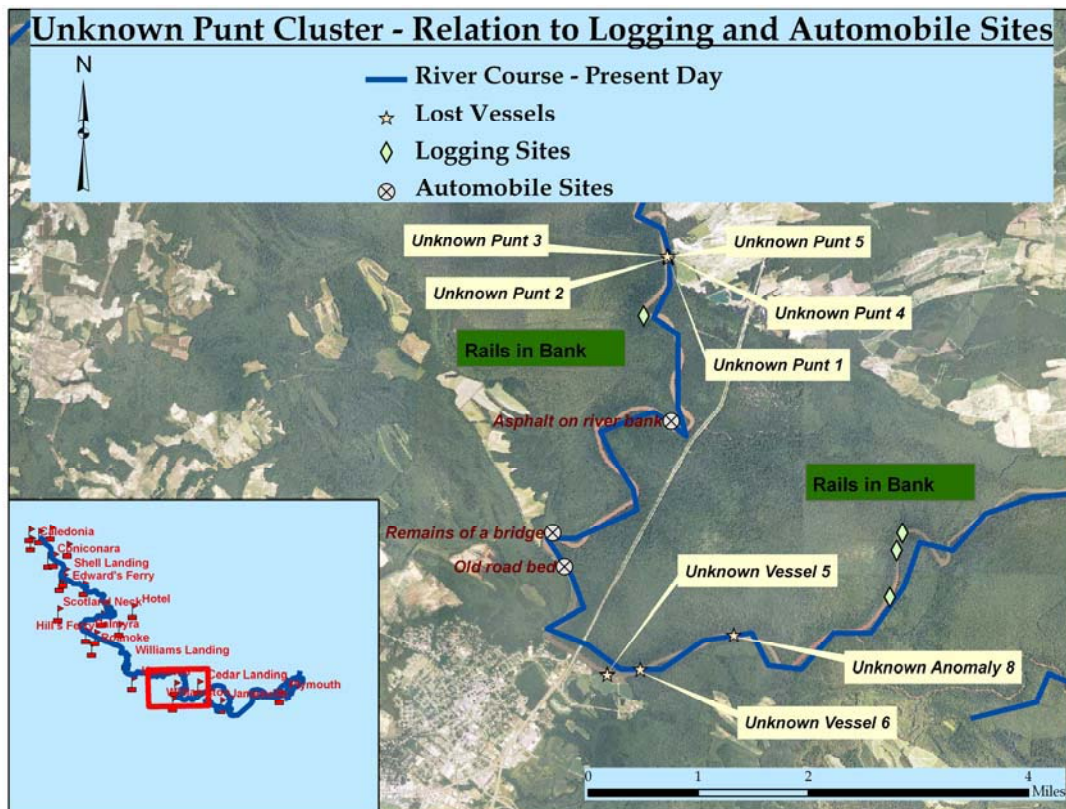 Unknown Punt Cluster - Relation to Logging and Automobile Sites
N
River Course - Present Day
Lost Vessels
Logging Sites
Automobile Sites
Unknown Punt 3
Unknown Punt 5
Unknown Punt 2
Unknown Punt 4
Rails in Bank
Unknown Punt 1
Asphalt on river bank
Rails in Bank
Remains of a bridge
Old road bed
Unknown Vessel 5
Unknown Anomaly 8
Unknown Vessel 6
Caledonia
Coniconara
Shell Landing
Edward's Ferry
Scotland Neck
Hotel
Hill's Ferry
Palmyra
Roanoke
Williams Landing
Cedar Landing
Plymouth
0 1 2 4
Miles